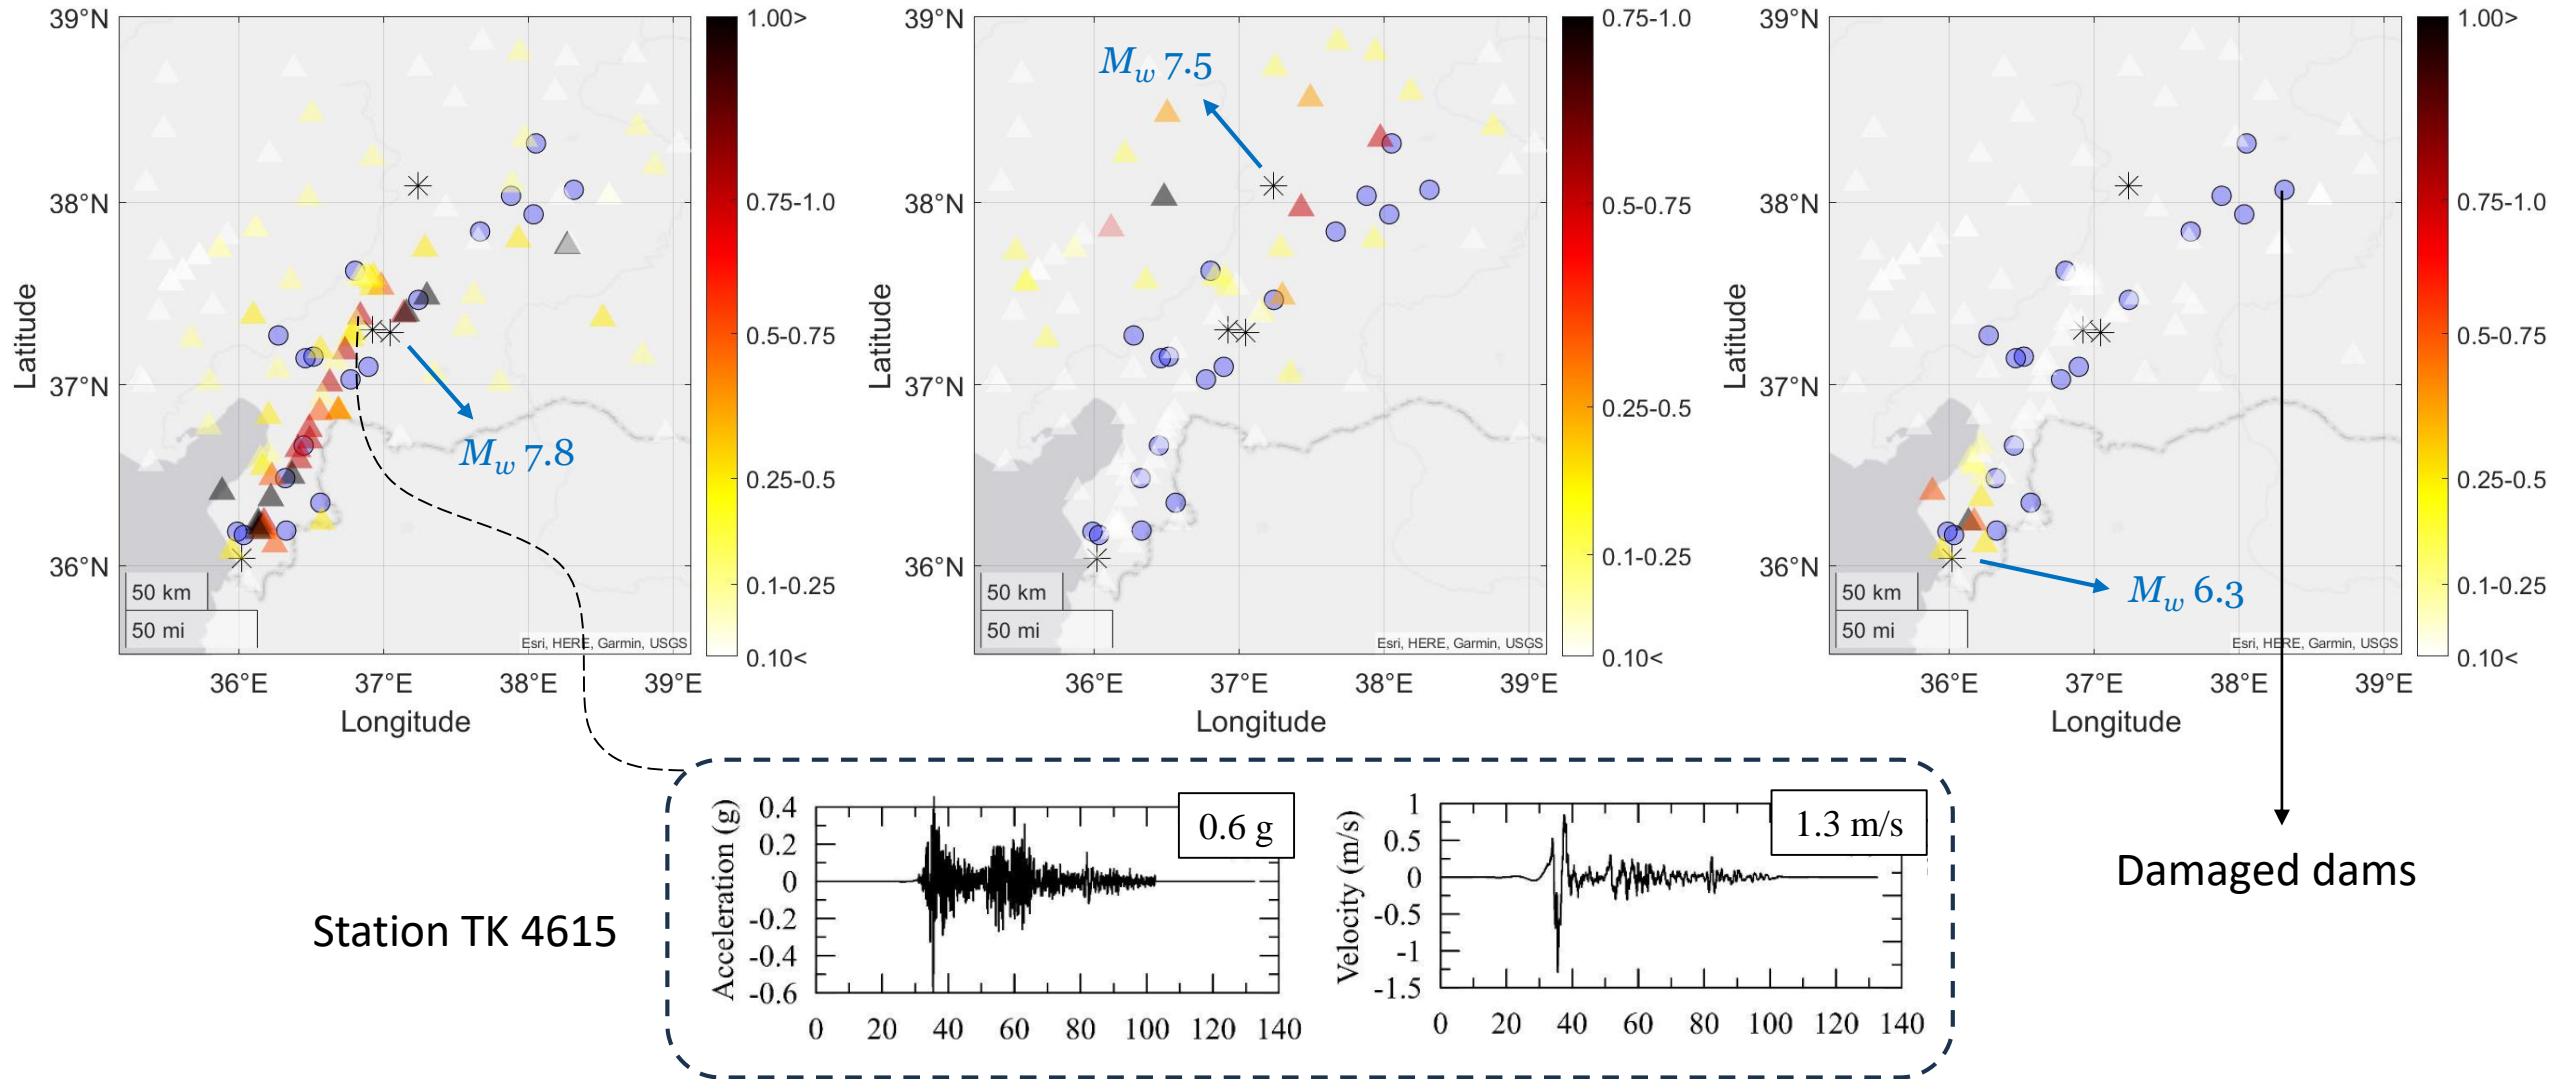 39°N
38°N
37°N
36°N
Latitude
36°E
37°E
38°E
39°E
Longitude
50 km
50 mi
Esri, HERE, Garmin, USGS
M_w 7.8
1.00>
0.75-1.0
0.5-0.75
0.25-0.5
0.1-0.25
0.10<
39°N
38°N
37°N
36°N
Latitude
36°E
37°E
38°E
39°E
Longitude
50 km
50 mi
Esri, HERE, Garmin, USGS
M_w 7.5
0.75-1.0
0.5-0.75
0.25-0.5
0.1-0.25
0.10<
39°N
38°N
37°N
36°N
Latitude
36°E
37°E
38°E
39°E
Longitude
50 km
50 mi
Esri, HERE, Garmin, USGS
M_w 6.3
1.00>
0.75-1.0
0.5-0.75
0.25-0.5
0.1-0.25
0.10<
Station TK 4615
Acceleration (g)
0.4
0.2
0
-0.2
-0.4
-0.6
0 20 40 60 80 100 120 140
0.6 g
Velocity (m/s)
1
0.5
0
-0.5
-1
-1.5
0 20 40 60 80 100 120 140
1.3 m/s
Damaged dams